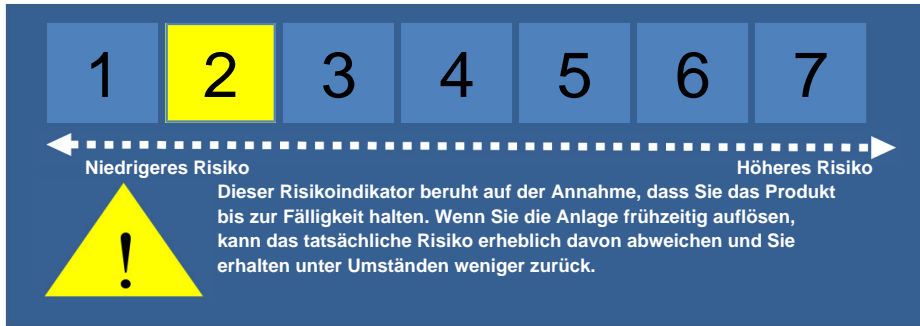 1 2 3 4 5 6 7
Niedrigeres Risiko Höheres Risiko
Dieser Risikoindikator beruht auf der Annahme, dass Sie das Produkt
bis zur Fälligkeit halten. Wenn Sie die Anlage frühzeitig auflösen,
kann das tatsächliche Risiko erheblich davon abweichen und Sie
erhalten unter Umständen weniger zurück.
!